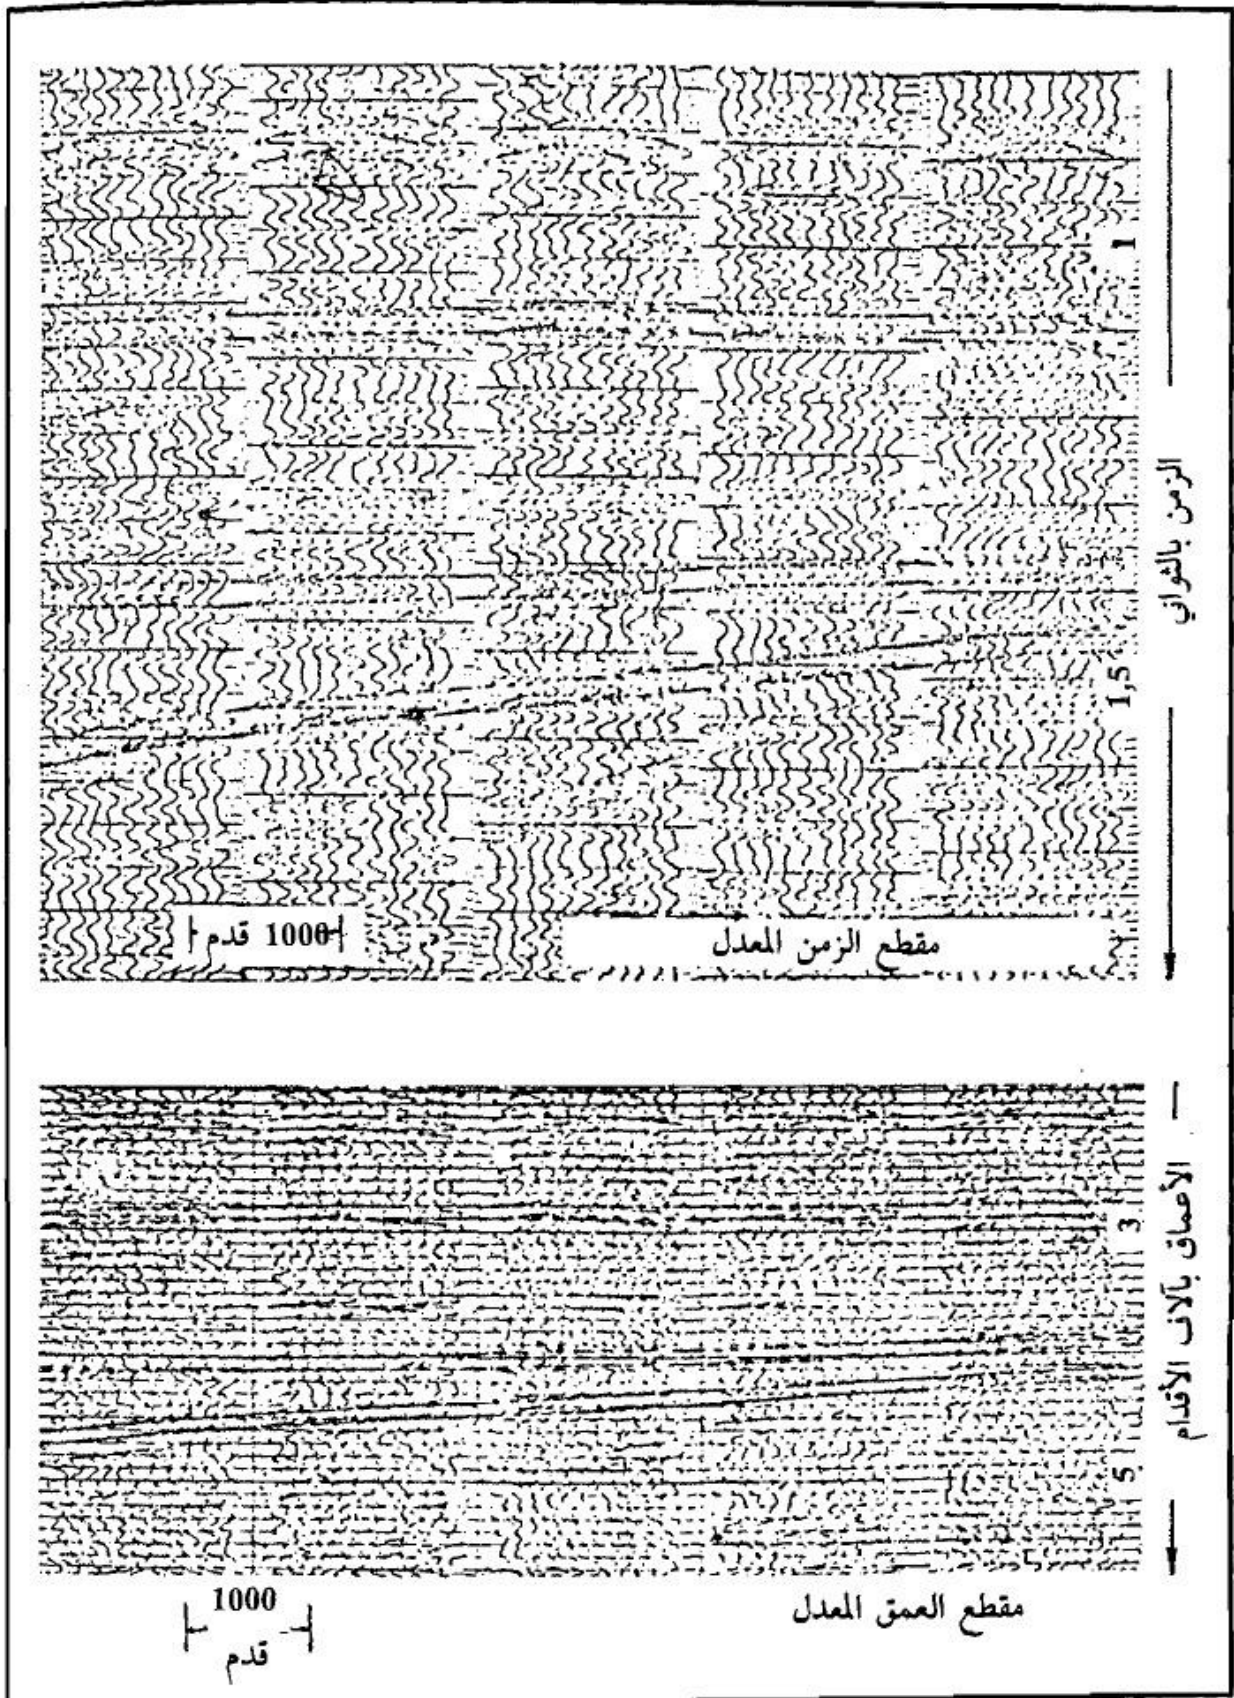 1
الزمن بالثواني
1,5
1000 قدم
مقطع الزمن المعدل
3
الأعماق بآلاف الأقدام
5
1000
قدم
مقطع العمق المعدل